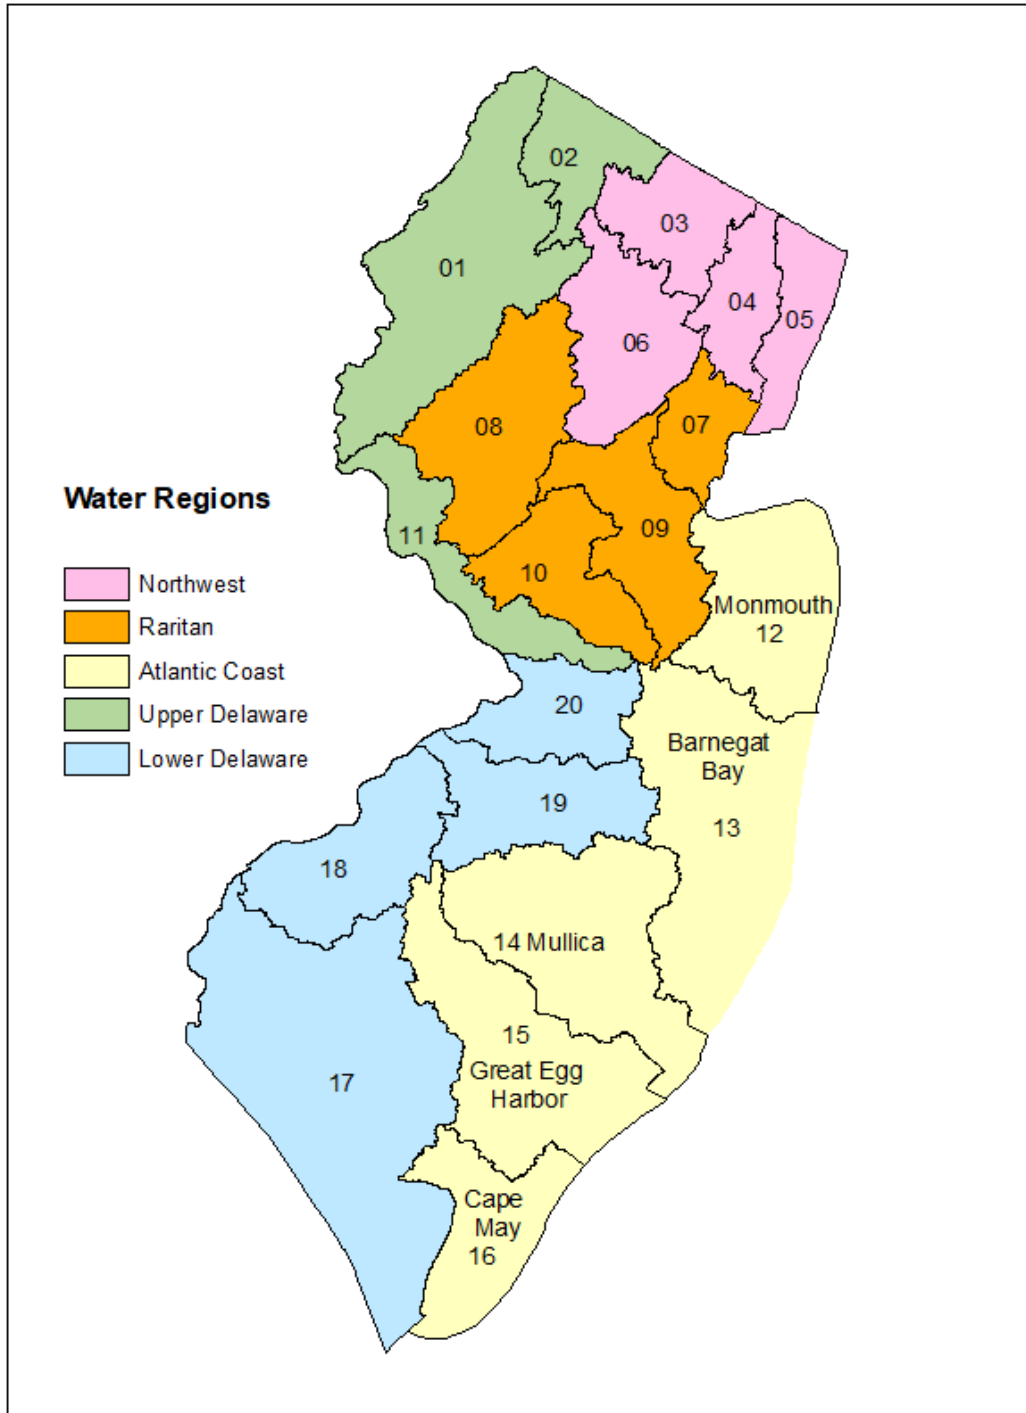 02
03
01
04
05
06
07
08
Water Regions
11
09
10
Northwest
Raritan
Atlantic Coast
Upper Delaware
Lower Delaware
Monmouth
12
20
Barnegat
Bay
13
19
18
14 Mullica
15
Great Egg
Harbor
17
Cape
May
16